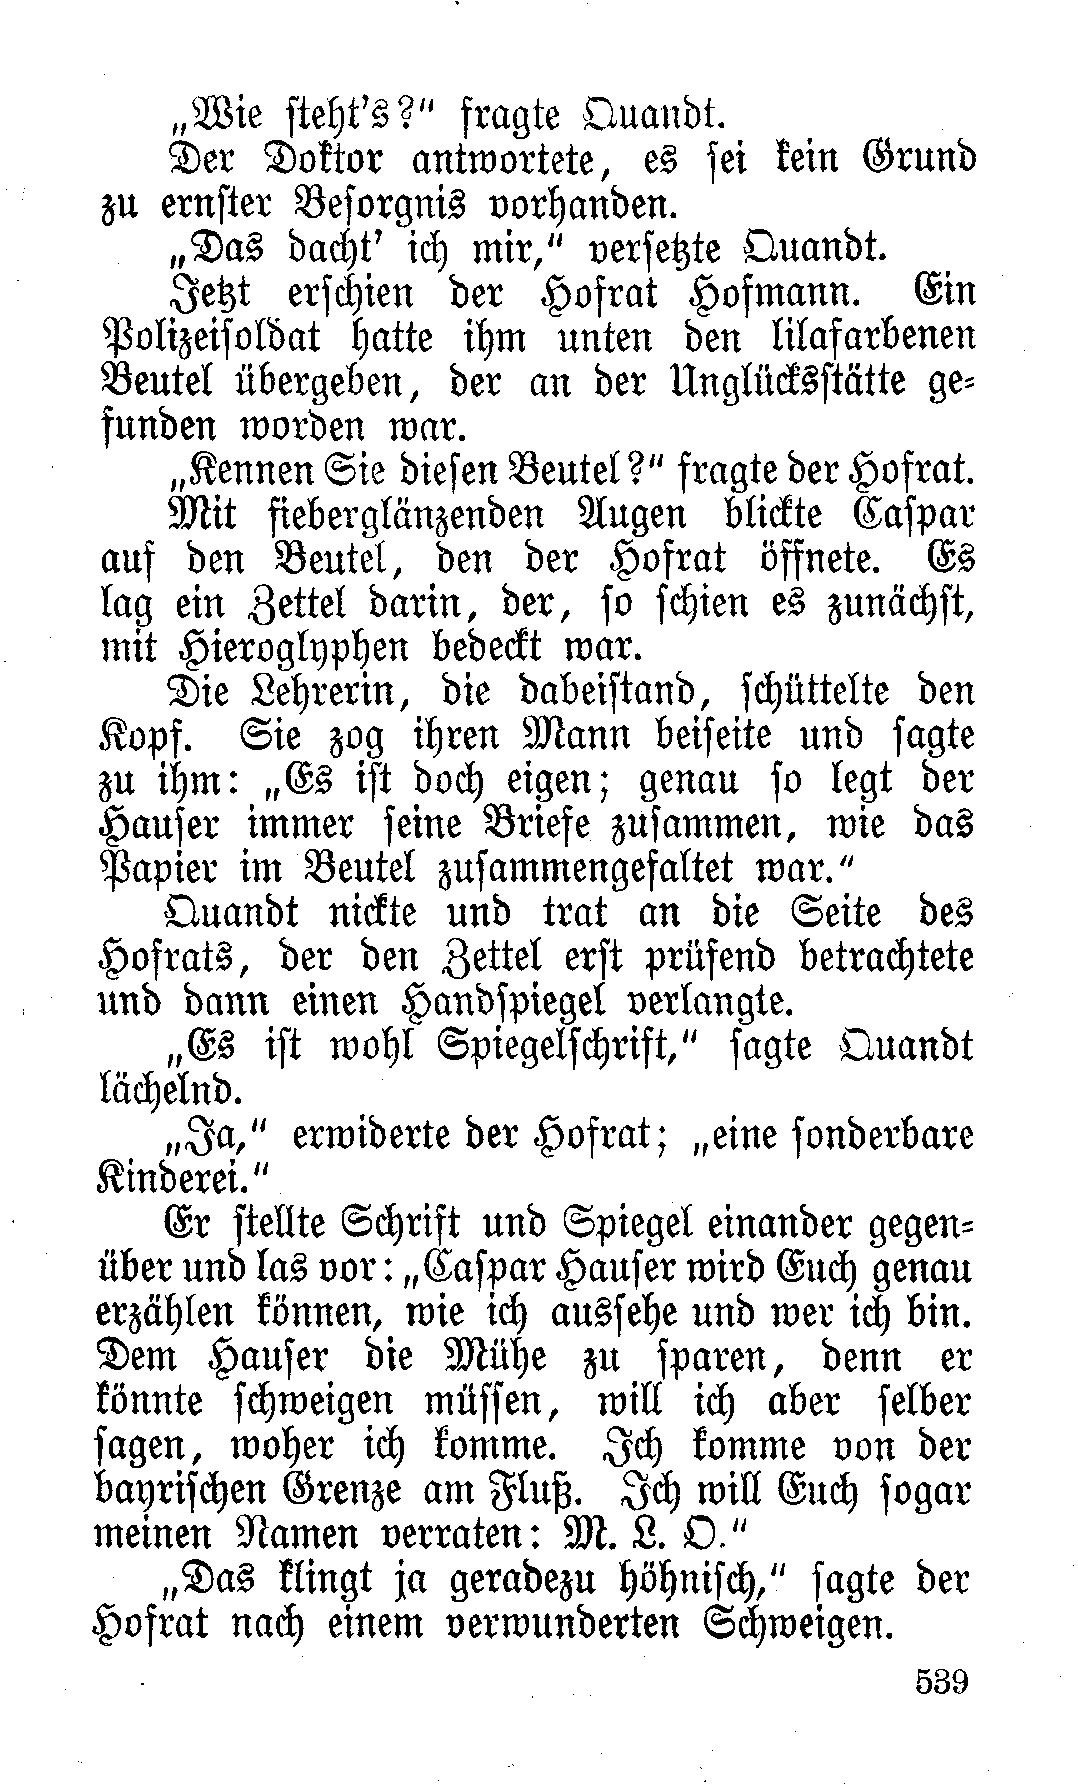 „Wie steht's?" fragte Quandt.
Der Doktor antwortete, es sei kein Grund
zu ernster Besorgnis vorhanden.
„Das dacht' ich mir," versetzte Quandt.
Jetzt erschien der Hofrat Hofmann. Ein
Polizeisoldat hatte ihm unten den lilafarbenen
Beutel übergeben, der an der Unglücksstätte ge-
funden worden war.
„Kennen Sie diesen Beutel?" fragte der Hofrat.
Mit fieberglänzenden Augen blickte Caspar
auf den Beutel, den der Hofrat öffnete. Es
lag ein Zettel darin, der, so schien es zunächst,
mit Hieroglyphen bedeckt war.
Die Lehrerin, die dabeistand, schüttelte den
Kopf. Sie zog ihren Mann beiseite und sagte
zu ihm: „Es ist doch eigen; genau so legt der
Hauser immer seine Briefe zusammen, wie das
Papier im Beutel zusammengefaltet war."
Quandt nickte und trat an die Seite des
Hofrats, der den Zettel erst prüfend betrachtete
und dann einen Handspiegel verlangte.
„Es ist wohl Spiegelschrift," sagte Quandt
lächelnd.
„Ja," erwiderte der Hofrat; „eine sonderbare
Kinderei."
Er stellte Schrift und Spiegel einander gegen-
über und las vor: „Caspar Hauser wird Euch genau
erzählen können, wie ich aussehe und wer ich bin.
Dem Hauser die Mühe zu sparen, denn er
könnte schweigen müssen, will ich aber selber
sagen, woher ich komme. Ich komme von der
bayrischen Grenze am Fluß. Ich will Euch sogar
meinen Namen verraten: M. L. O."
„Das klingt ja geradezu höhnisch," sagte der
Hofrat nach einem verwunderten Schweigen.
539